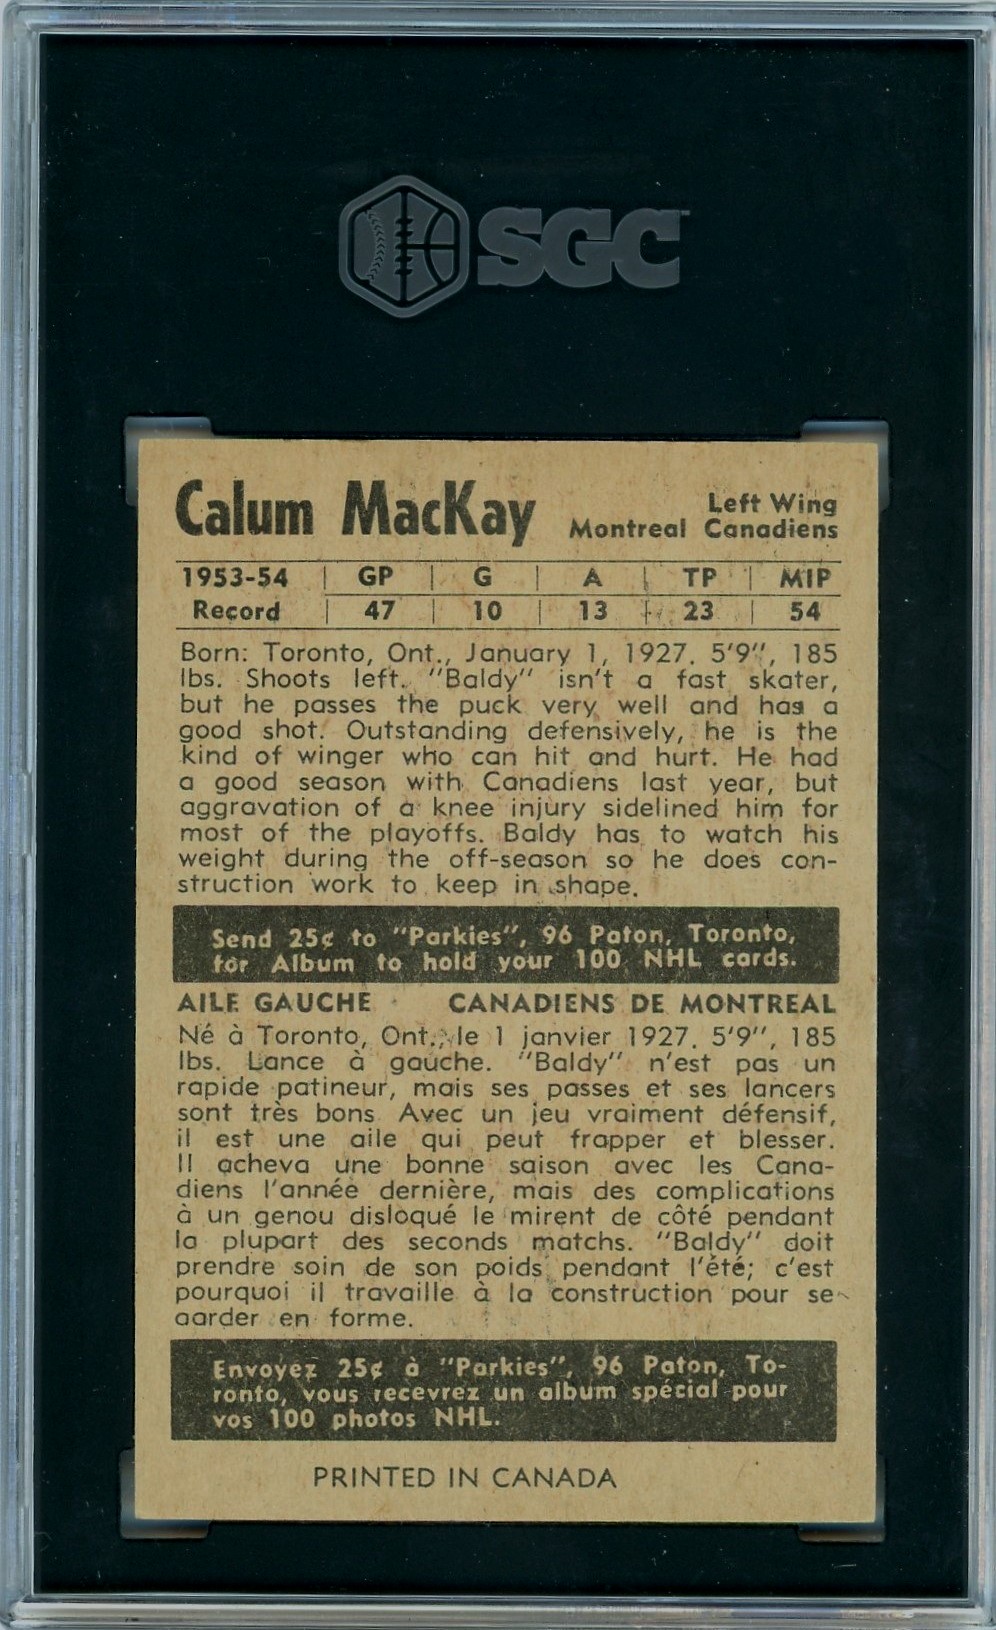 SGC
Calum MacKay
Left Wing
Montreal Canadiens
1953-54 | GP | G | A | TP | MIP
Record | 47 | 10 | 13 | 23 | 54
Born: Toronto, Ont., January 1, 1927. 5'9", 185
lbs. Shoots left. "Baldy" isn't a fast skater,
but he passes the puck very well and has a
good shot. Outstanding defensively, he is the
kind of winger who can hit and hurt. He had
a good season with Canadiens last year, but
aggravation of a knee injury sidelined him for
most of the playoffs. Baldy has to watch his
weight during the off-season so he does con-
struction work to keep in shape.
Send 25¢ to "Parkies", 96 Paton, Toronto,
for Album to hold your 100 NHL cards.
AILE GAUCHE CANADIENS DE MONTREAL
Né à Toronto, Ont., le 1 janvier 1927. 5'9", 185
lbs. Lance à gauche. "Baldy" n'est pas un
rapide patineur, mais ses passes et ses lancers
sont très bons Avec un jeu vraiment défensif,
il est une aile qui peut frapper et blesser.
Il acheva une bonne saison avec les Cana-
diens l'année dernière, mais des complications
à un genou disloqué le mirent de côté pendant
la plupart des seconds matchs. "Baldy" doit
prendre soin de son poids pendant l'été; c'est
pourquoi il travaille à la construction pour se
garder en forme.
Envoyez 25¢ à "Parkies", 96 Paton, To-
ronto, vous recevrez un album spécial pour
vos 100 photos NHL.
PRINTED IN CANADA